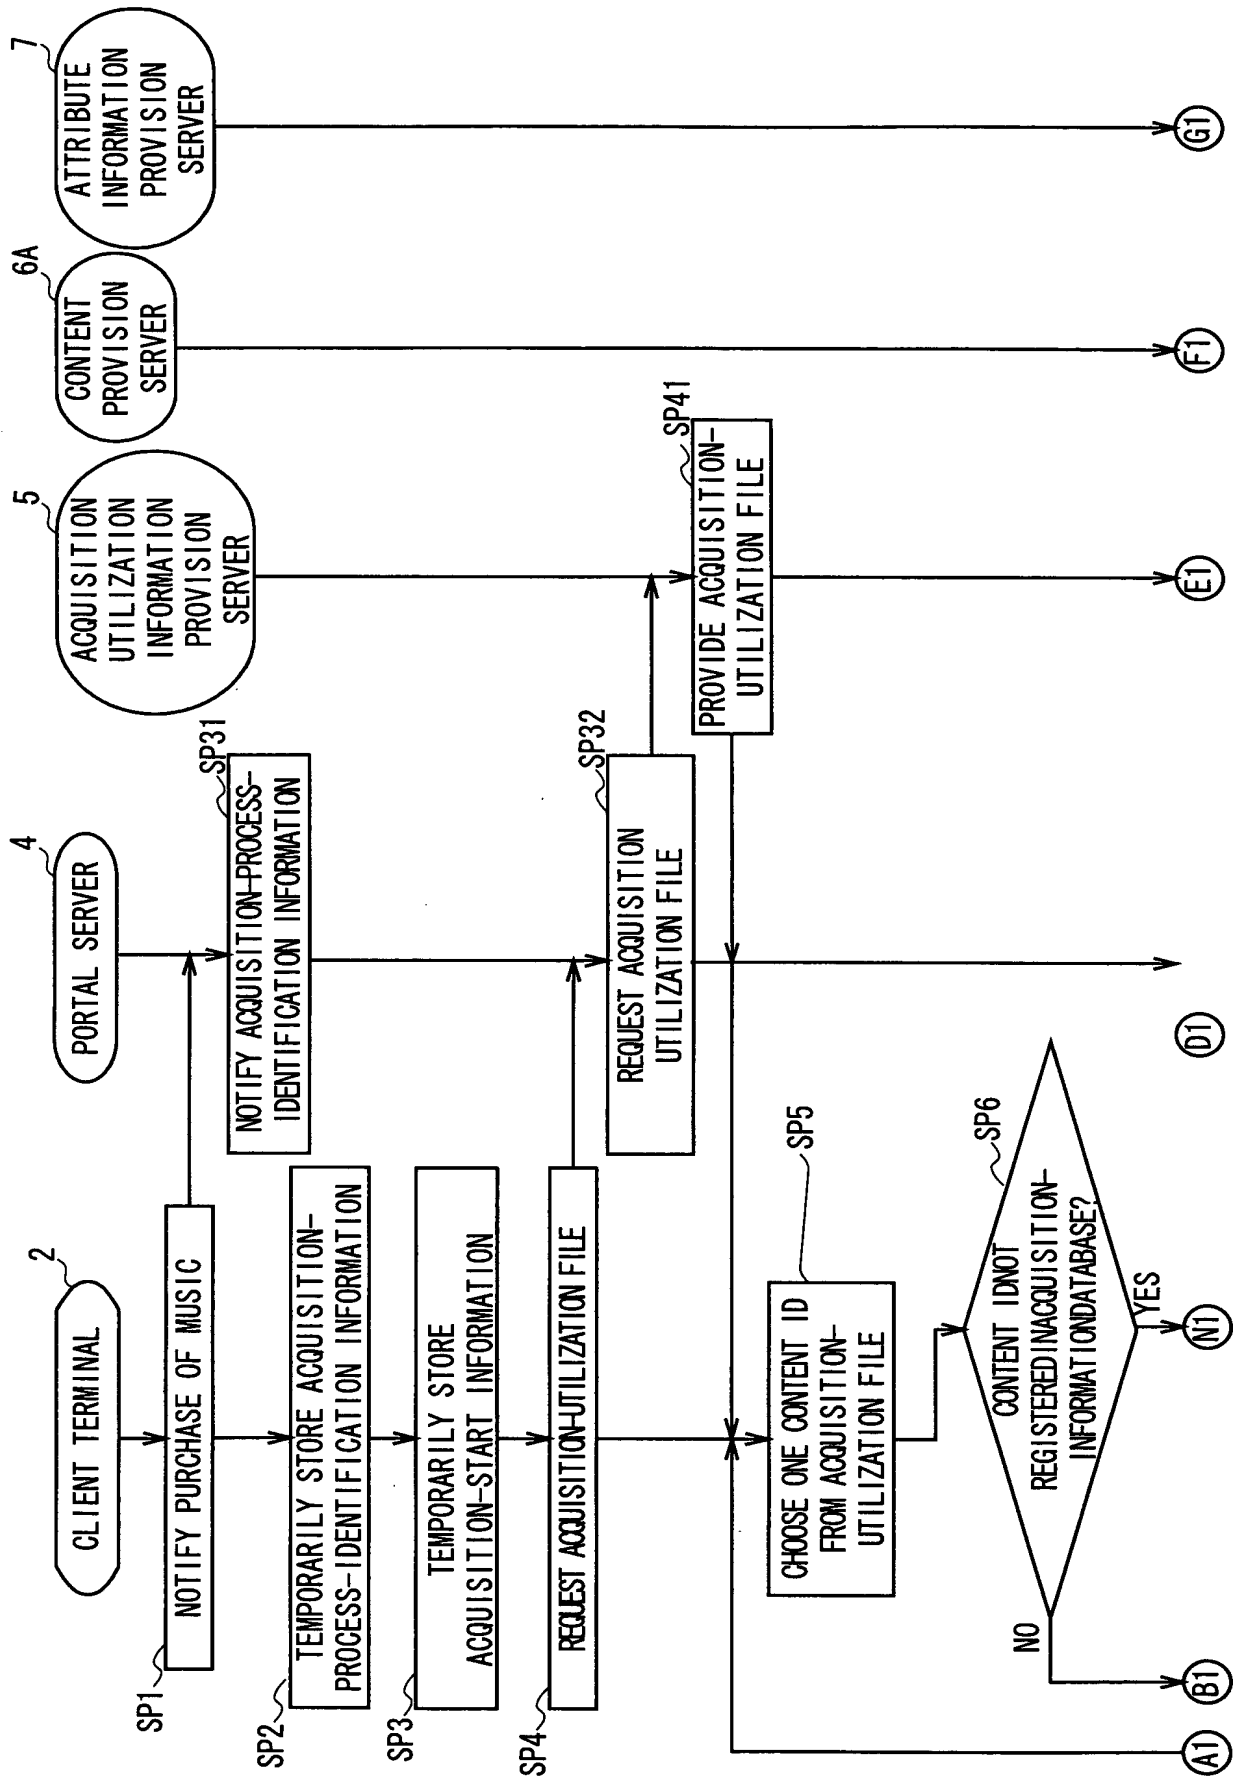 2
CLIENT TERMINAL
4
PORTAL SERVER
5
ACQUISITION
UTILIZATION
INFORMATION
PROVISION
SERVER
6A
CONTENT
PROVISION
SERVER
7
ATTRIBUTE
INFORMATION
PROVISION
SERVER
SP1
NOTIFY PURCHASE OF MUSIC
SP31
NOTIFY ACQUISITION-PROCESS-
IDENTIFICATION INFORMATION
SP2
TEMPORARILY STORE ACQUISITION-
PROCESS-IDENTIFICATION INFORMATION
SP3
TEMPORARILY STORE
ACQUISITION-START INFORMATION
SP4
REQUEST ACQUISITION-UTILIZATION FILE
SP32
REQUEST ACQUISITION
UTILIZATION FILE
SP41
PROVIDE ACQUISITION-
UTILIZATION FILE
SP5
CHOOSE ONE CONTENT ID
FROM ACQUISITION-
UTILIZATION FILE
SP6
CONTENT IDNOT
REGISTEREDINACQUISITION-
INFORMATIONDATABASE?
NO
YES
A1
B1
N1
D1
E1
F1
G1